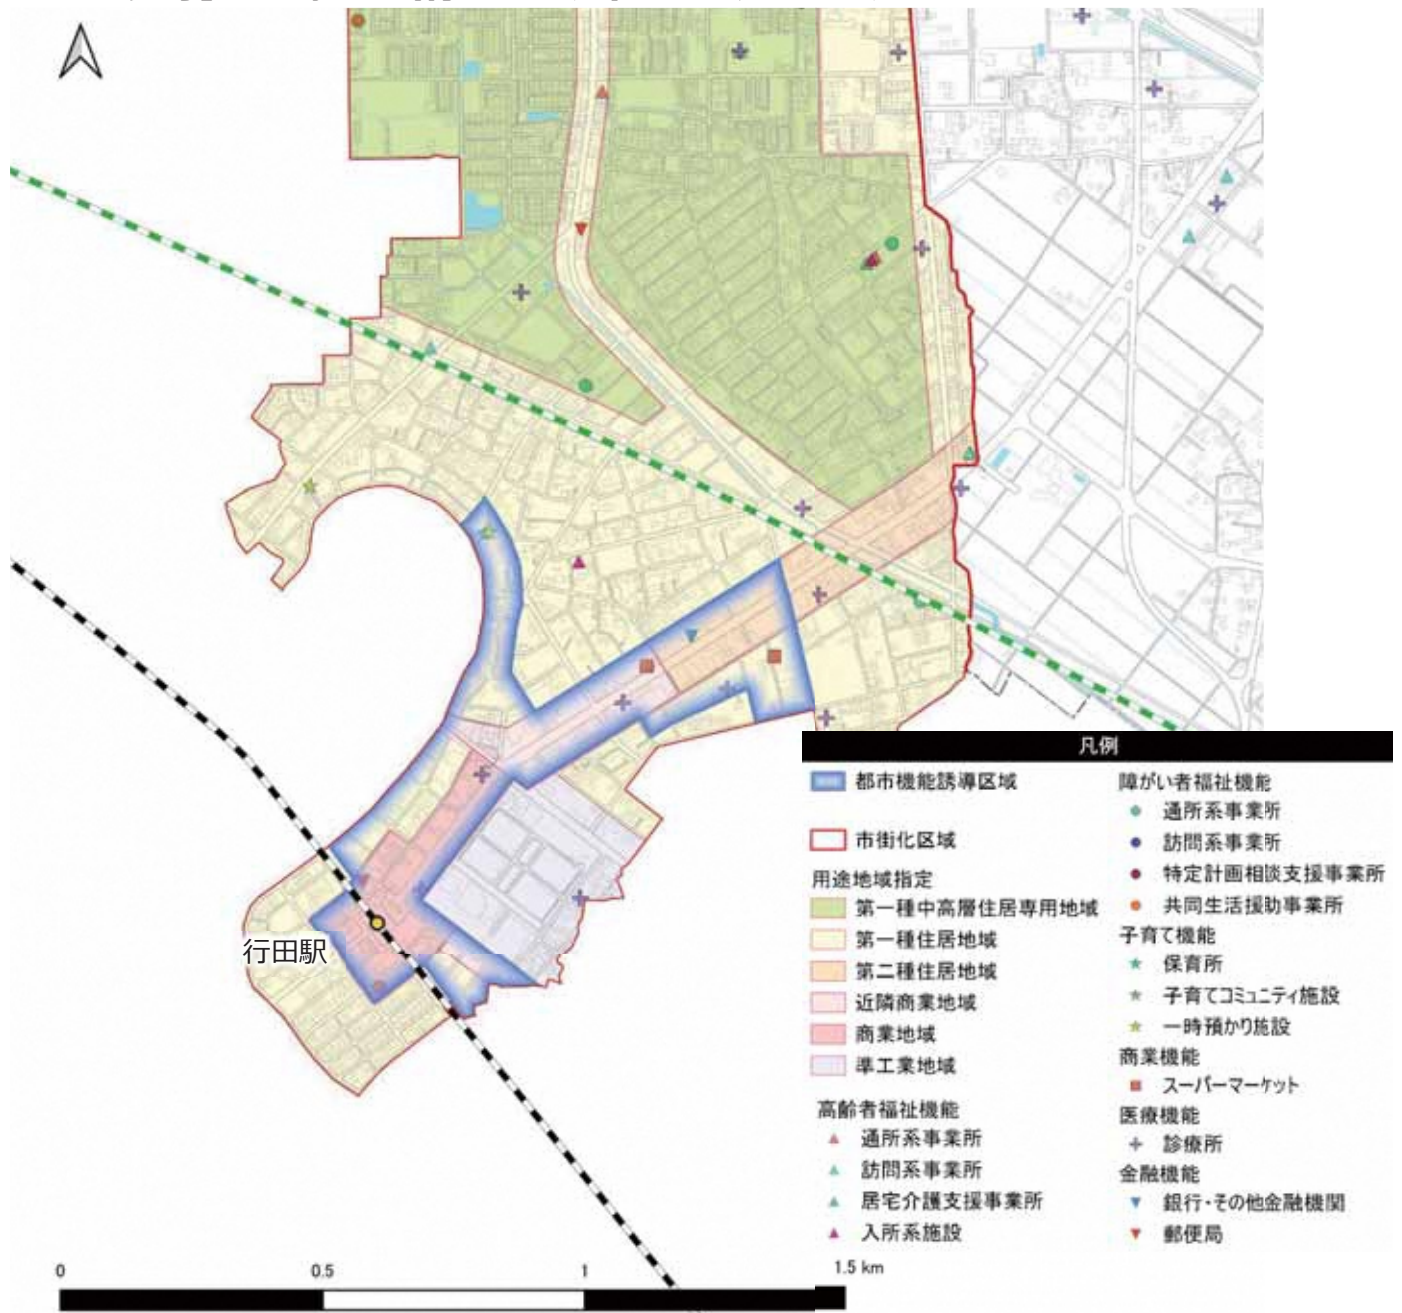 行田駅
凡例
都市機能誘導区域
市街化区域
用途地域指定
第一種中高層住居専用地域
第一種住居地域
第二種住居地域
近隣商業地域
商業地域
準工業地域
高齢者福祉機能
通所系事業所
訪問系事業所
居宅介護支援事業所
入所系施設
障がい者福祉機能
通所系事業所
訪問系事業所
特定計画相談支援事業所
共同生活援助事業所
子育て機能
保育所
子育てコミュニティ施設
一時預かり施設
商業機能
スーパーマーケット
医療機能
診療所
金融機能
銀行・その他金融機関
郵便局
0 0.5 1 1.5 km